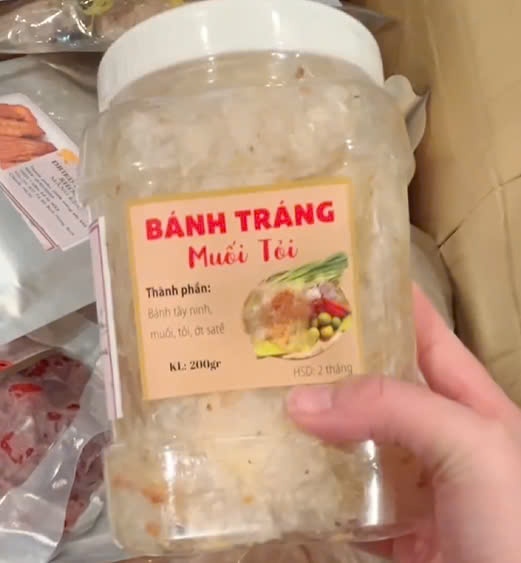 BÁNH TRÁNG
Muối Tỏi
Thành phần:
Bánh tây ninh,
muối, tỏi, ớt satế
KL: 200gr
HSD: 2 tháng